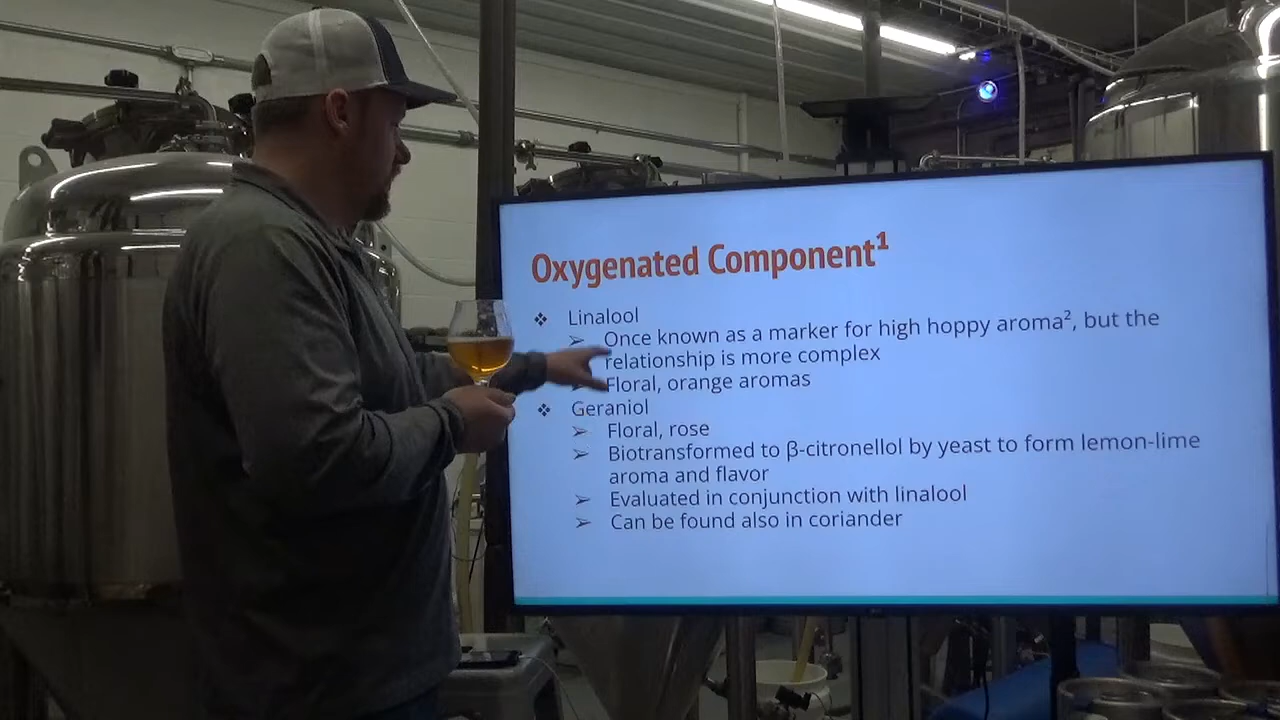 Oxygenated Component¹
❖ Linalool
➢ Once known as a marker for high hoppy aroma², but the
relationship is more complex
➢ Floral, orange aromas
❖ Geraniol
➢ Floral, rose
➢ Biotransformed to β-citronellol by yeast to form lemon-lime
aroma and flavor
➢ Evaluated in conjunction with linalool
➢ Can be found also in coriander